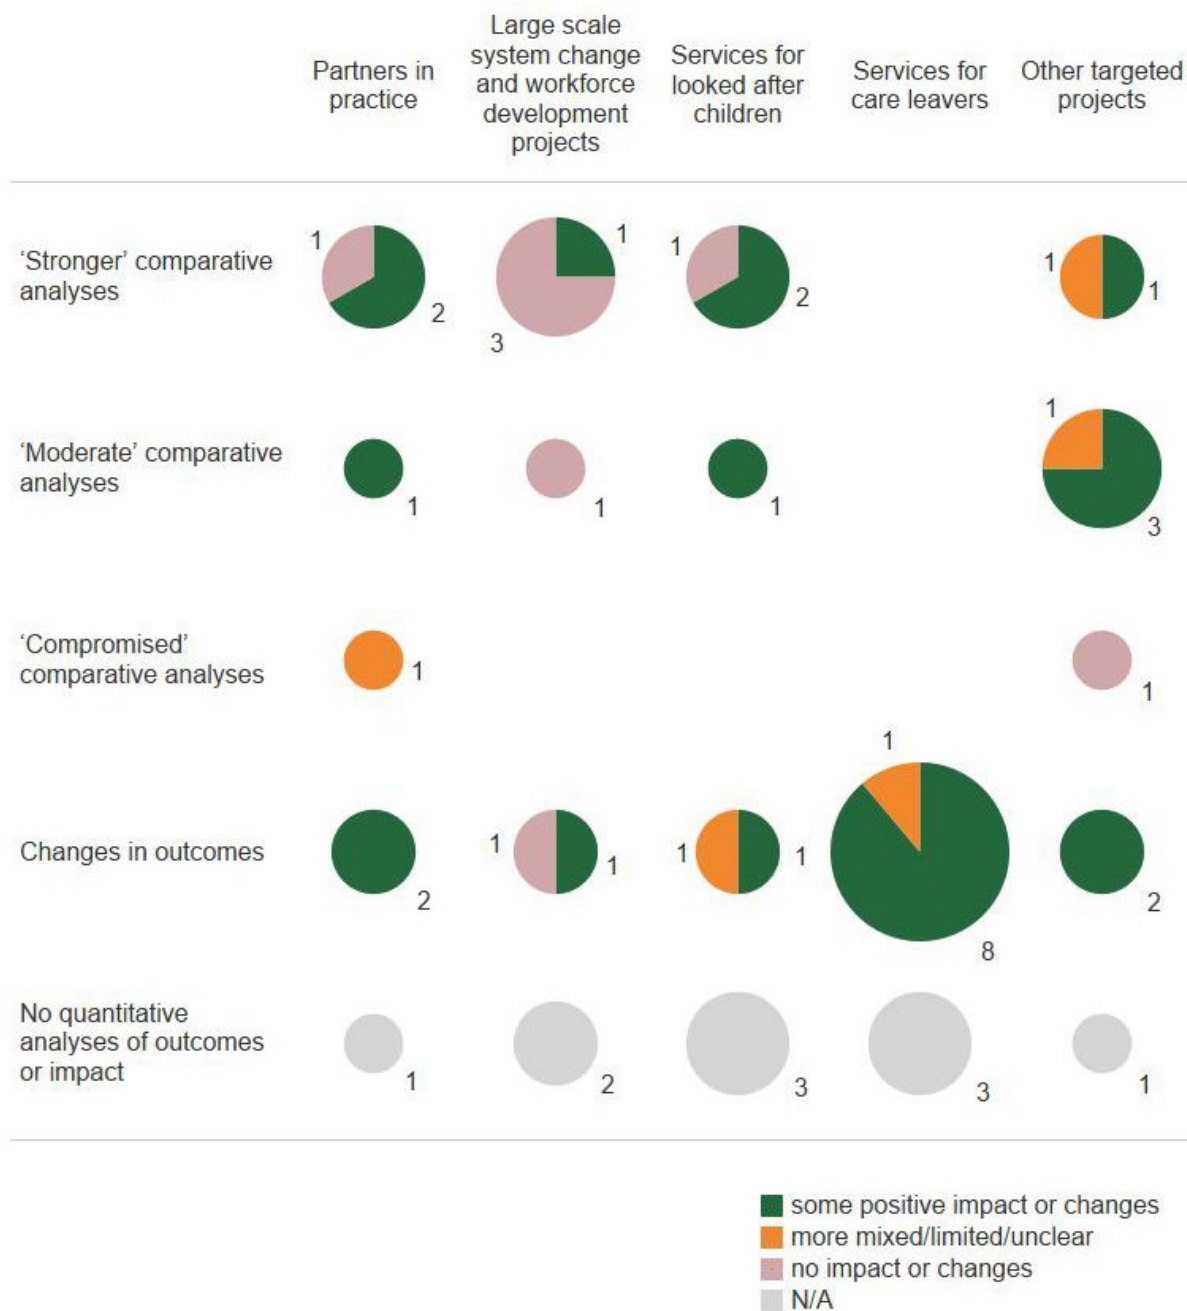 Partners in
practice
Large scale
system change
and workforce
development
projects
Services for
looked after
children
Services for
care leavers
Other targeted
projects
‘Stronger’ comparative
analyses
1
2
1
3
1
2
1
1
‘Moderate’ comparative
analyses
1
1
1
1
3
‘Compromised’
comparative analyses
1
1
Changes in outcomes
2
1
1
1
1
1
8
2
No quantitative
analyses of outcomes
or impact
1
2
3
3
1
some positive impact or changes
more mixed/limited/unclear
no impact or changes
N/A